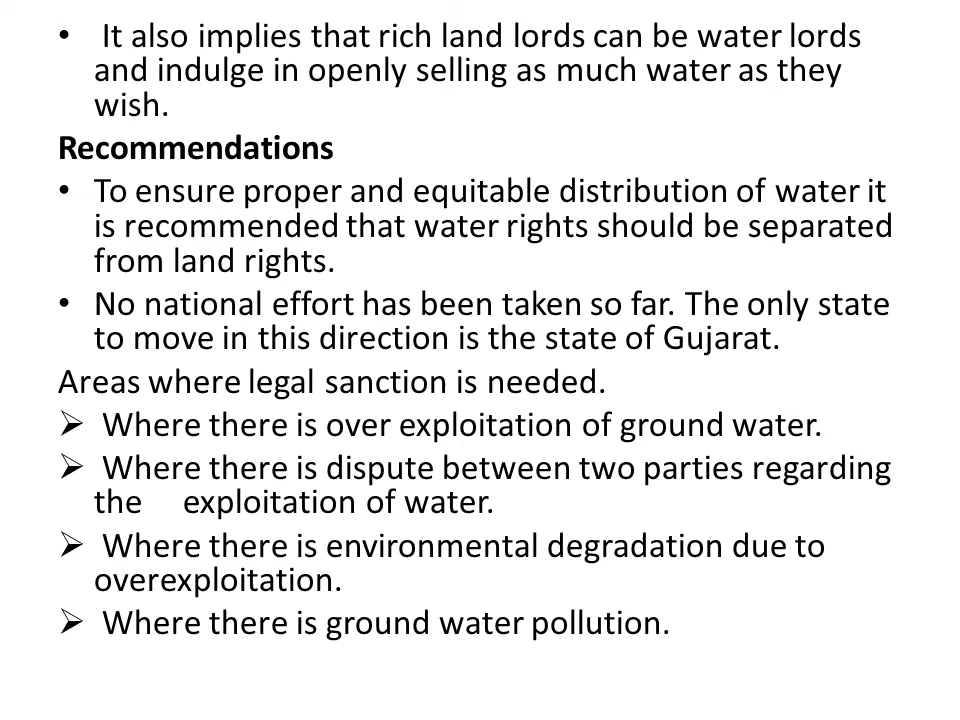 • It also implies that rich land lords can be water lords
and indulge in openly selling as much water as they
wish.
Recommendations
• To ensure proper and equitable distribution of water it
is recommended that water rights should be separated
from land rights.
• No national effort has been taken so far. The only state
to move in this direction is the state of Gujarat.
Areas where legal sanction is needed.
➢ Where there is over exploitation of ground water.
➢ Where there is dispute between two parties regarding
the exploitation of water.
➢ Where there is environmental degradation due to
overexploitation.
➢ Where there is ground water pollution.